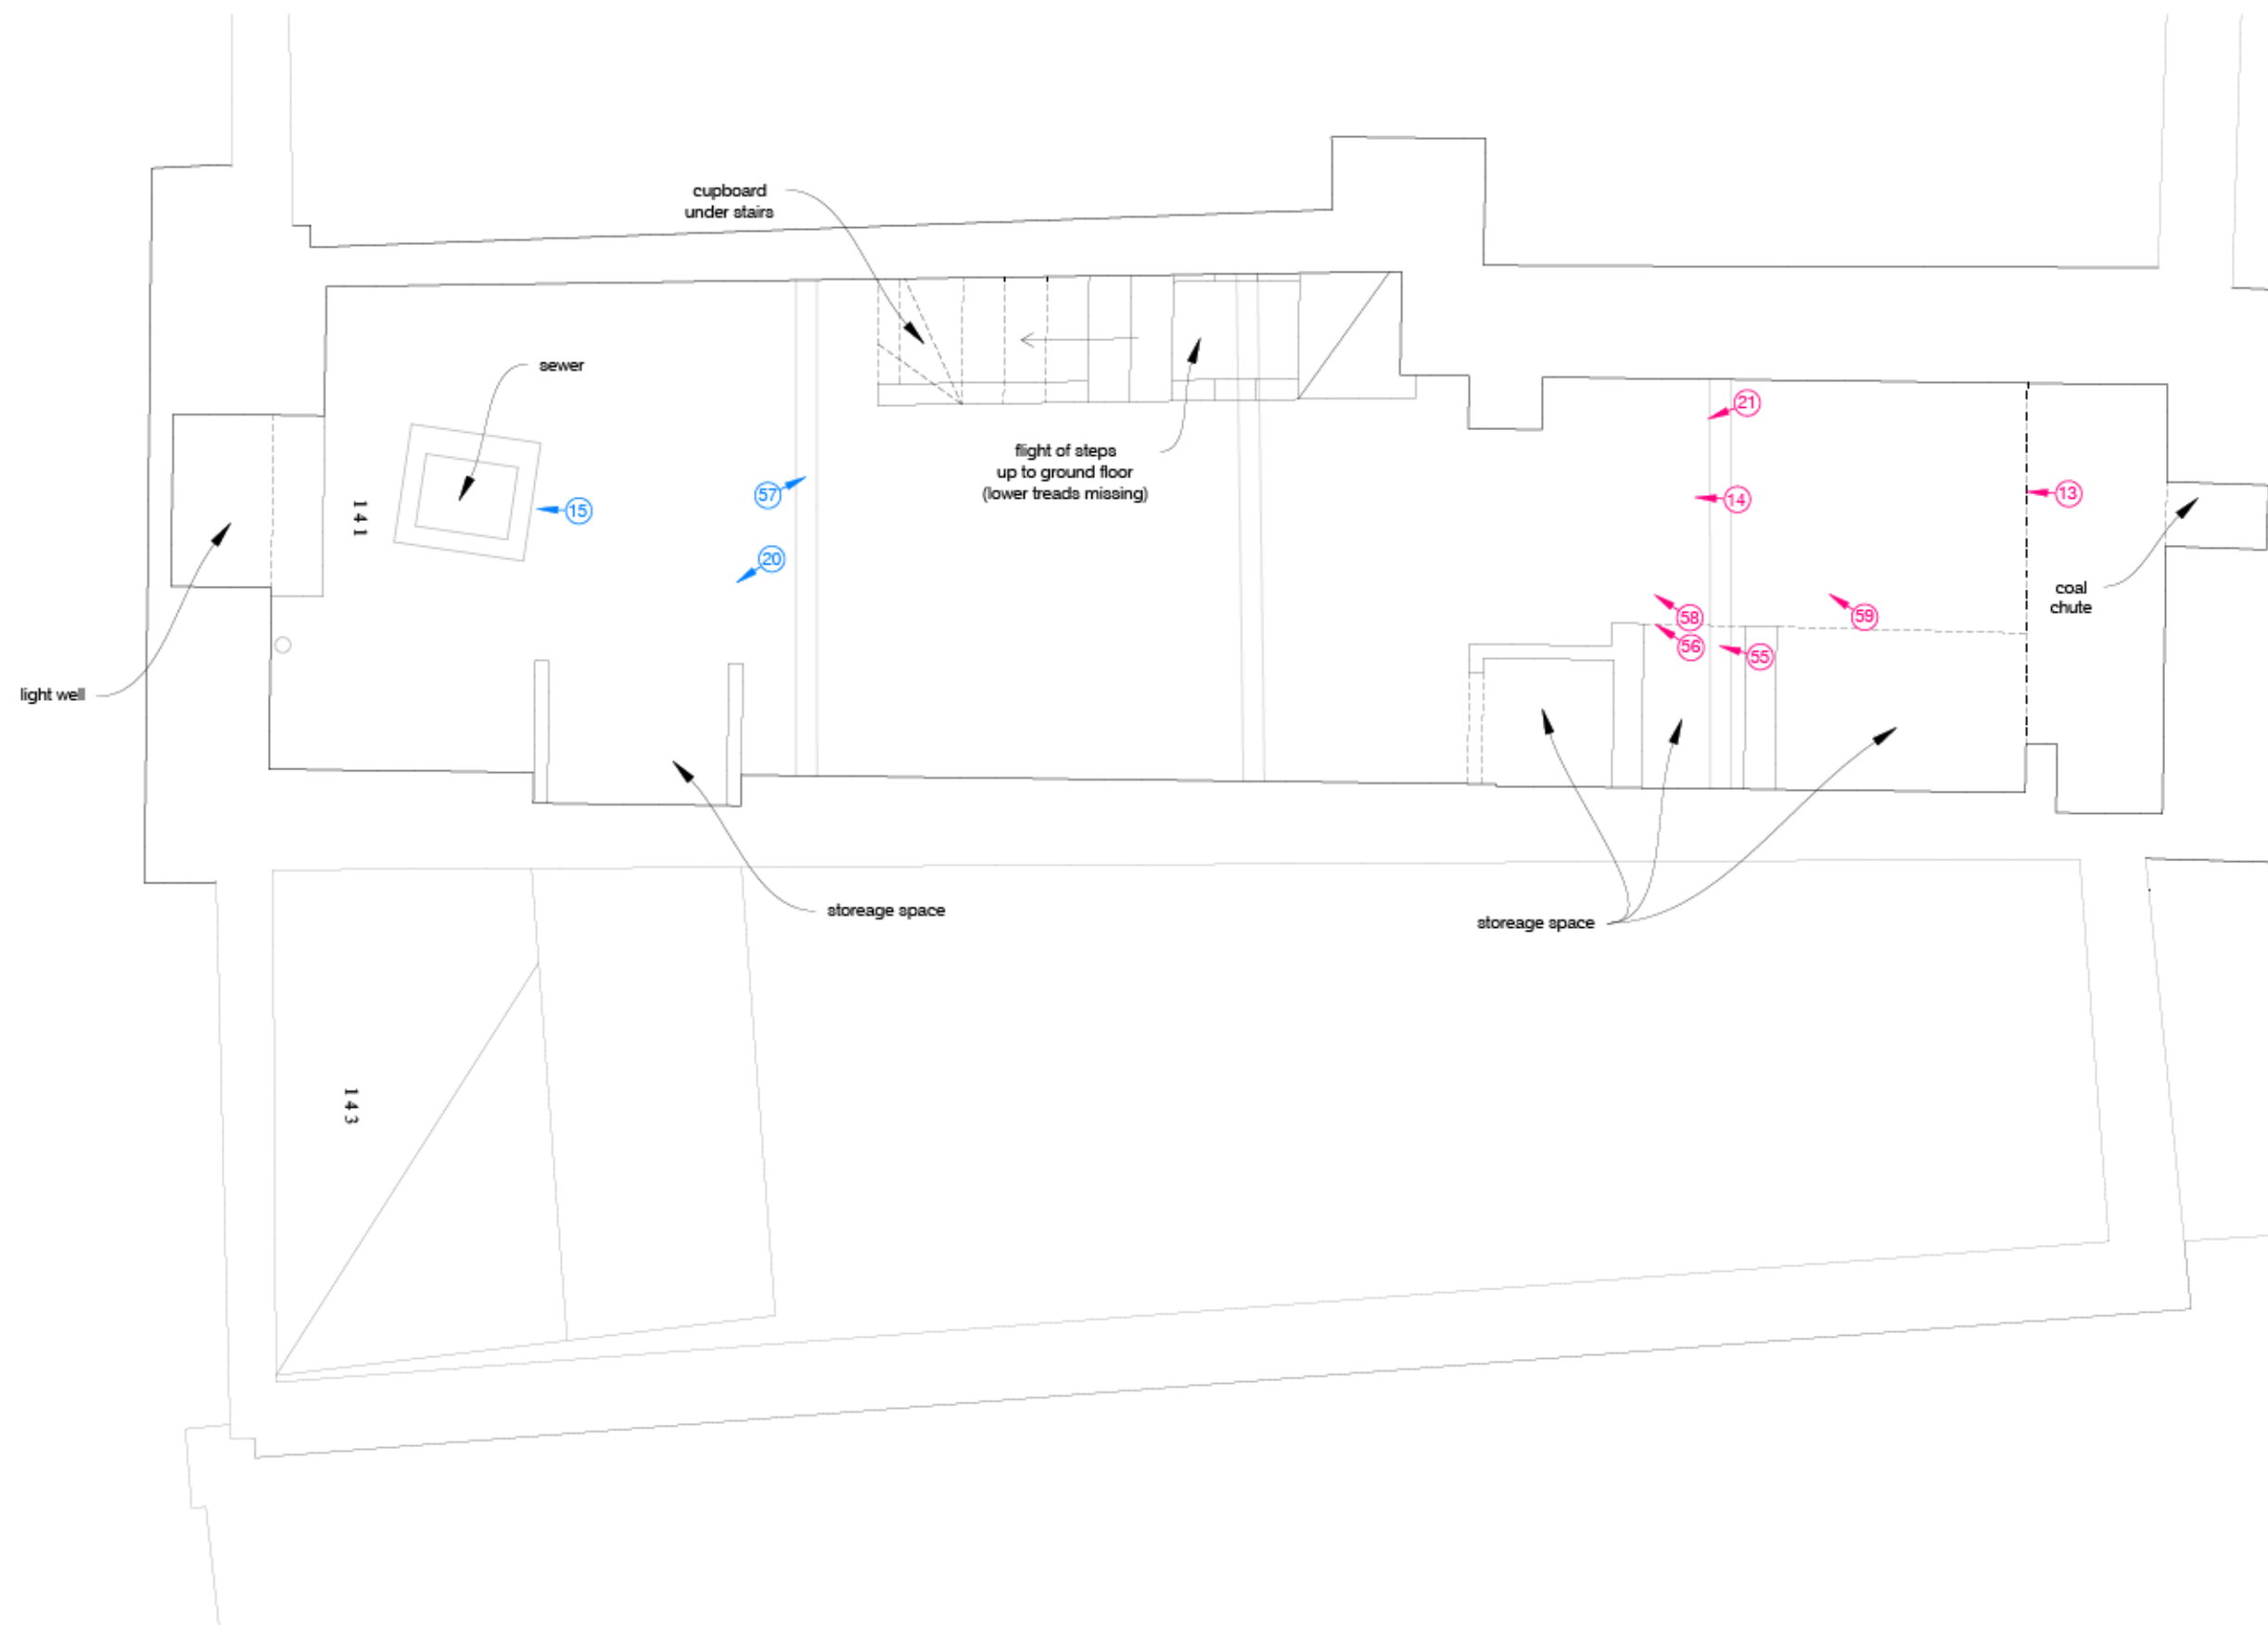 cupboard
under stairs
sewer
21
flight of steps
up to ground floor
(lower treads missing)
57
15
14
13
141
20
coal
chute
58
59
56
55
light well
storeage space
storeage space
143